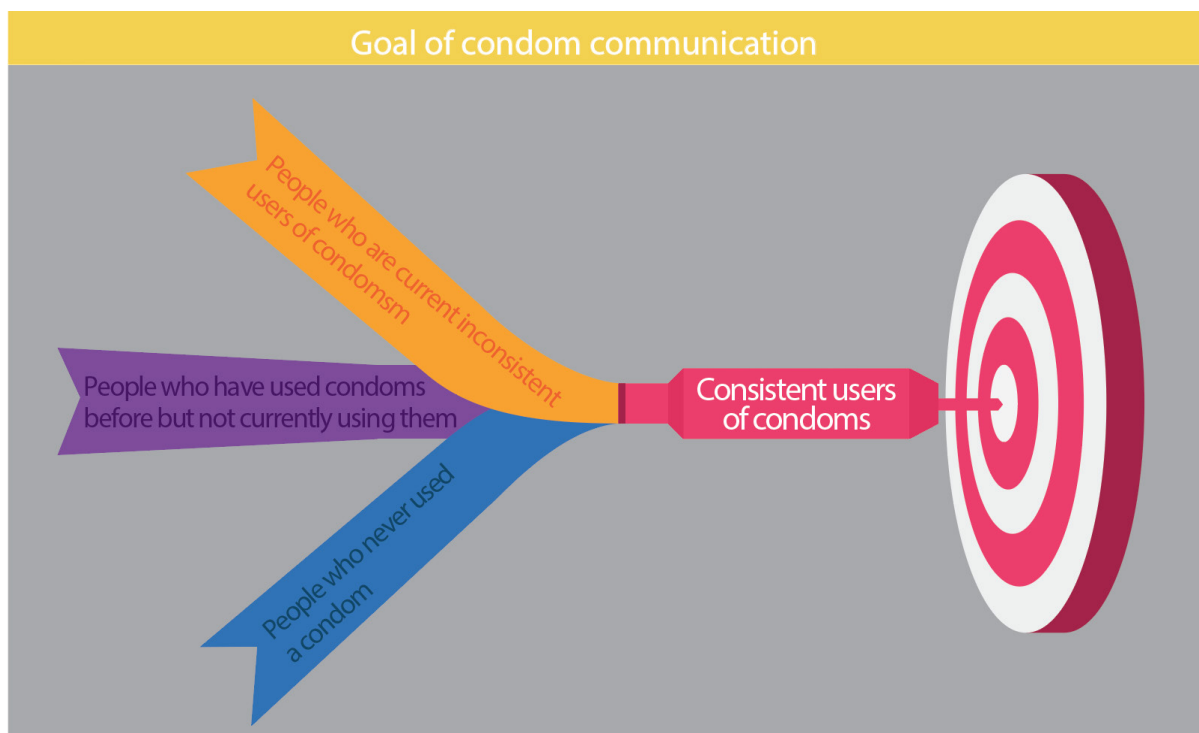 Goal of condom communication
People who are current inconsistent
users of condomsm
People who have used condoms
before but not currently using them
People who never used
a condom
Consistent users
of condoms